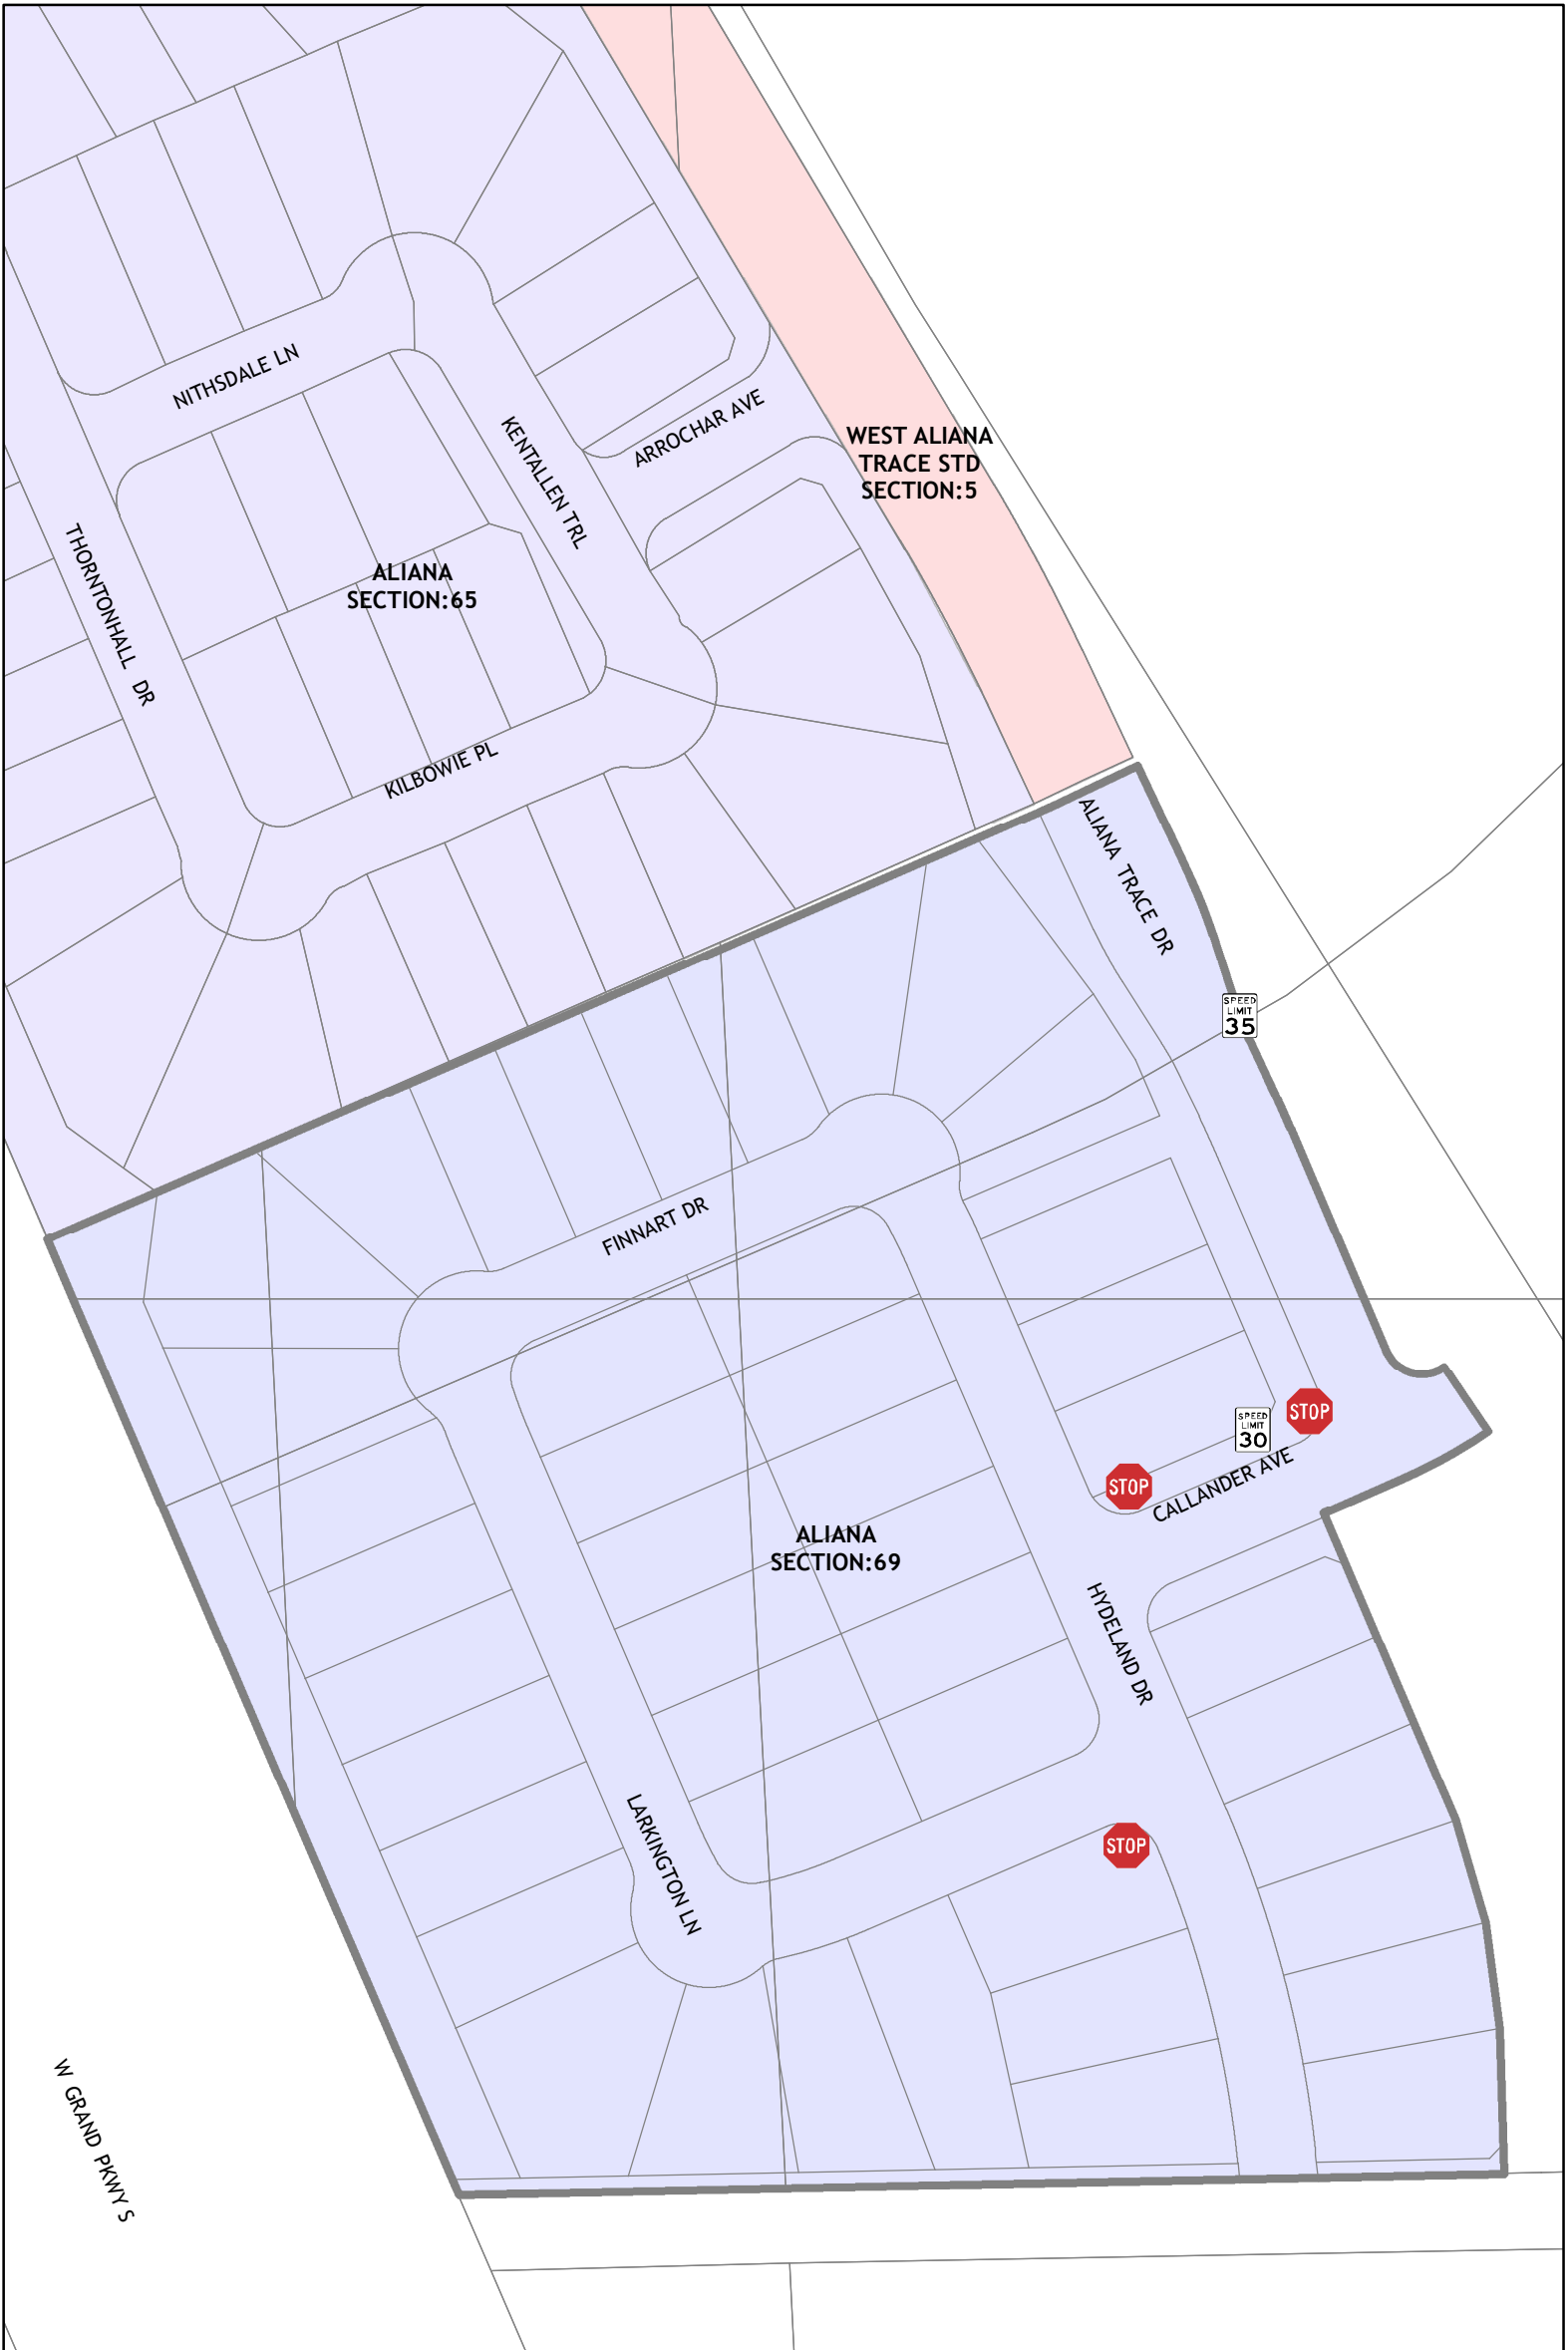 NITHSDALE LN
KENTALLEN TRL
ARROCHAR AVE
WEST ALIANA
TRACE STD
SECTION:5
THORNTONHALL DR
ALIANA
SECTION:65
KILBOWIE PL
ALIANA TRACE DR
SPEED
LIMIT
35
FINNART DR
STOP
SPEED
LIMIT
30
STOP
CALLANDER AVE
ALIANA
SECTION:69
HYDELAND DR
LARKINGTON LN
STOP
W GRAND PKWY S